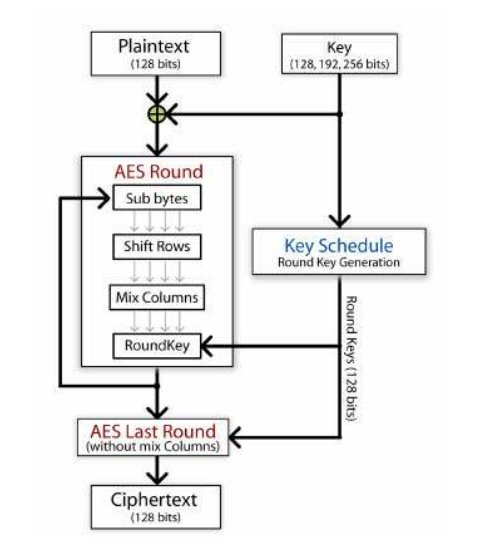 Plaintext
(128 bits)
Key
(128, 192, 256 bits)
AES Round
Sub bytes
Shift Rows
Mix Columns
RoundKey
Key Schedule
Round Key Generation
Round Keys (128 bits)
AES Last Round
(without mix Columns)
Ciphertext
(128 bits)